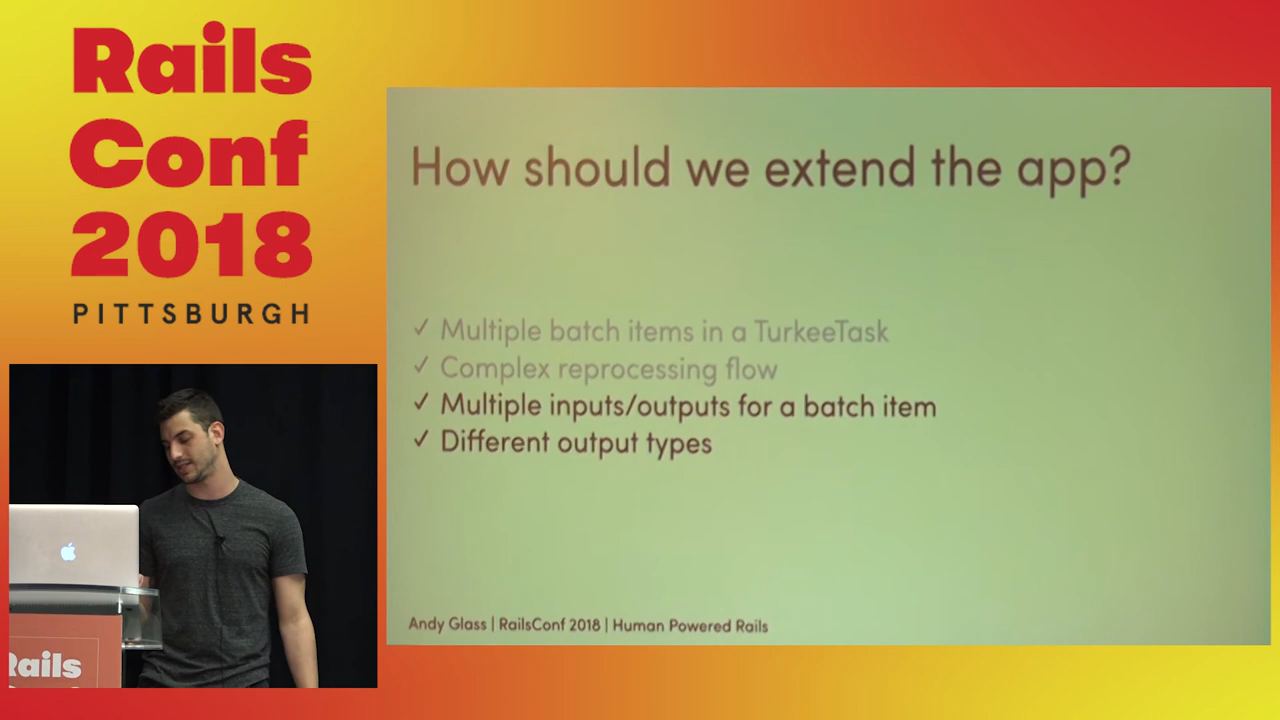 Rails
Conf
2018
PITTSBURGH
How should we extend the app?
✓ Multiple batch items in a TurkeeTask
✓ Complex reprocessing flow
✓ Multiple inputs/outputs for a batch item
✓ Different output types
Andy Glass | RailsConf 2018 | Human Powered Rails
Rails